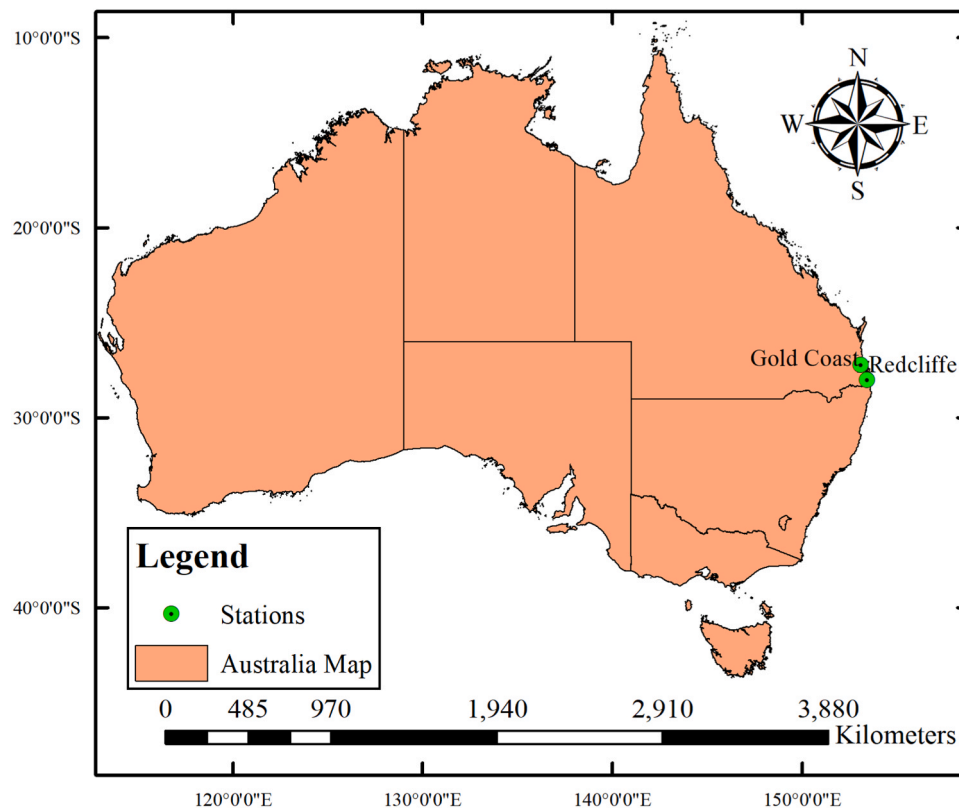 10°0'0"S
N
W
E
S
20°0'0"S
Gold Coast
Redcliffe
30°0'0"S
Legend
Stations
Australia Map
40°0'0"S
0 485 970 1,940 2,910 3,880
Kilometers
120°0'0"E 130°0'0"E 140°0'0"E 150°0'0"E